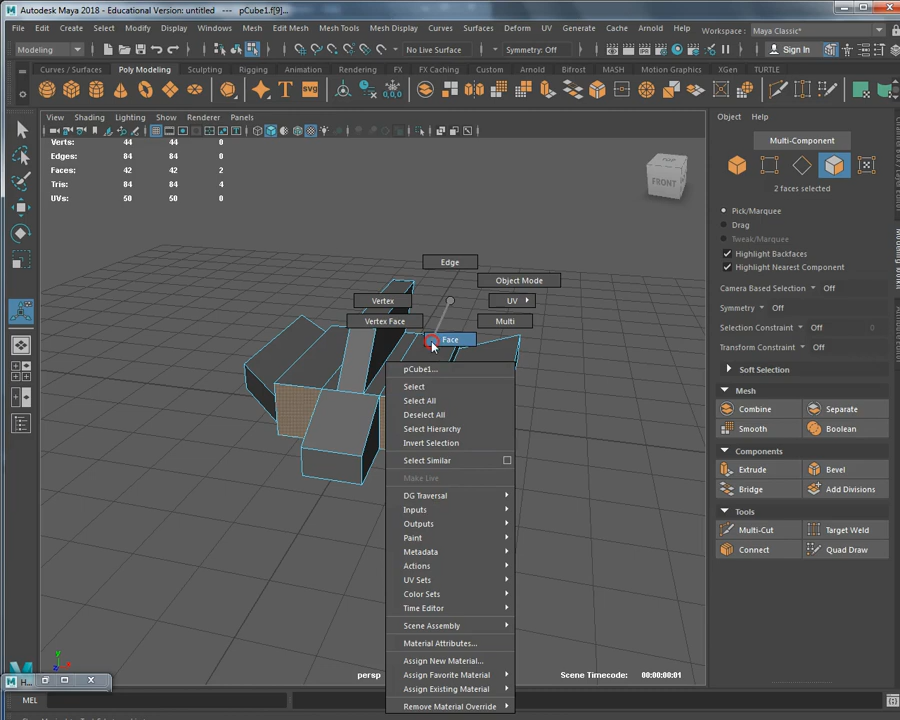 Autodesk Maya 2018 - Educational Version: untitled --- pCube1.f[9]...
File Edit Create Select Modify Display Windows Mesh Edit Mesh Mesh Tools Mesh Display Curves Surfaces Deform UV Generate Cache Arnold Help Workspace: Maya Classic*
Modeling No Live Surface Symmetry: Off Sign In
Curves / Surfaces Poly Modeling Sculpting Rigging Animation Rendering FX FX Caching Custom Arnold Bifrost MASH Motion Graphics XGen TURTLE
T SVG 0,0,0
View Shading Lighting Show Renderer Panels
Object Help
Verts: 44 44 0
Edges: 84 84 0
Faces: 42 42 2
Tris: 84 84 4
UVs: 50 50 0
TOP
FRONT
Multi-Component
2 faces selected
Pick/Marquee
Drag
Tweak/Marquee
Highlight Backfaces
Highlight Nearest Component
Camera Based Selection Off
Symmetry Off
Selection Constraint Off 0
Transform Constraint Off
Soft Selection
Mesh
Combine Separate
Smooth Boolean
Components
Extrude Bevel
Bridge Add Divisions
Tools
Multi-Cut Target Weld
Connect Quad Draw
Edge
Object Mode
Vertex UV
Vertex Face Multi
Face
pCube1...
Select
Select All
Deselect All
Select Hierarchy
Invert Selection
Select Similar
Make Live
DG Traversal
Inputs
Outputs
Paint
Metadata
Actions
UV Sets
Color Sets
Time Editor
Scene Assembly
Material Attributes...
Assign New Material...
Assign Favorite Material
Assign Existing Material
Remove Material Override
persp
Scene Timecode: 00:00:00:01
y
H...
MEL